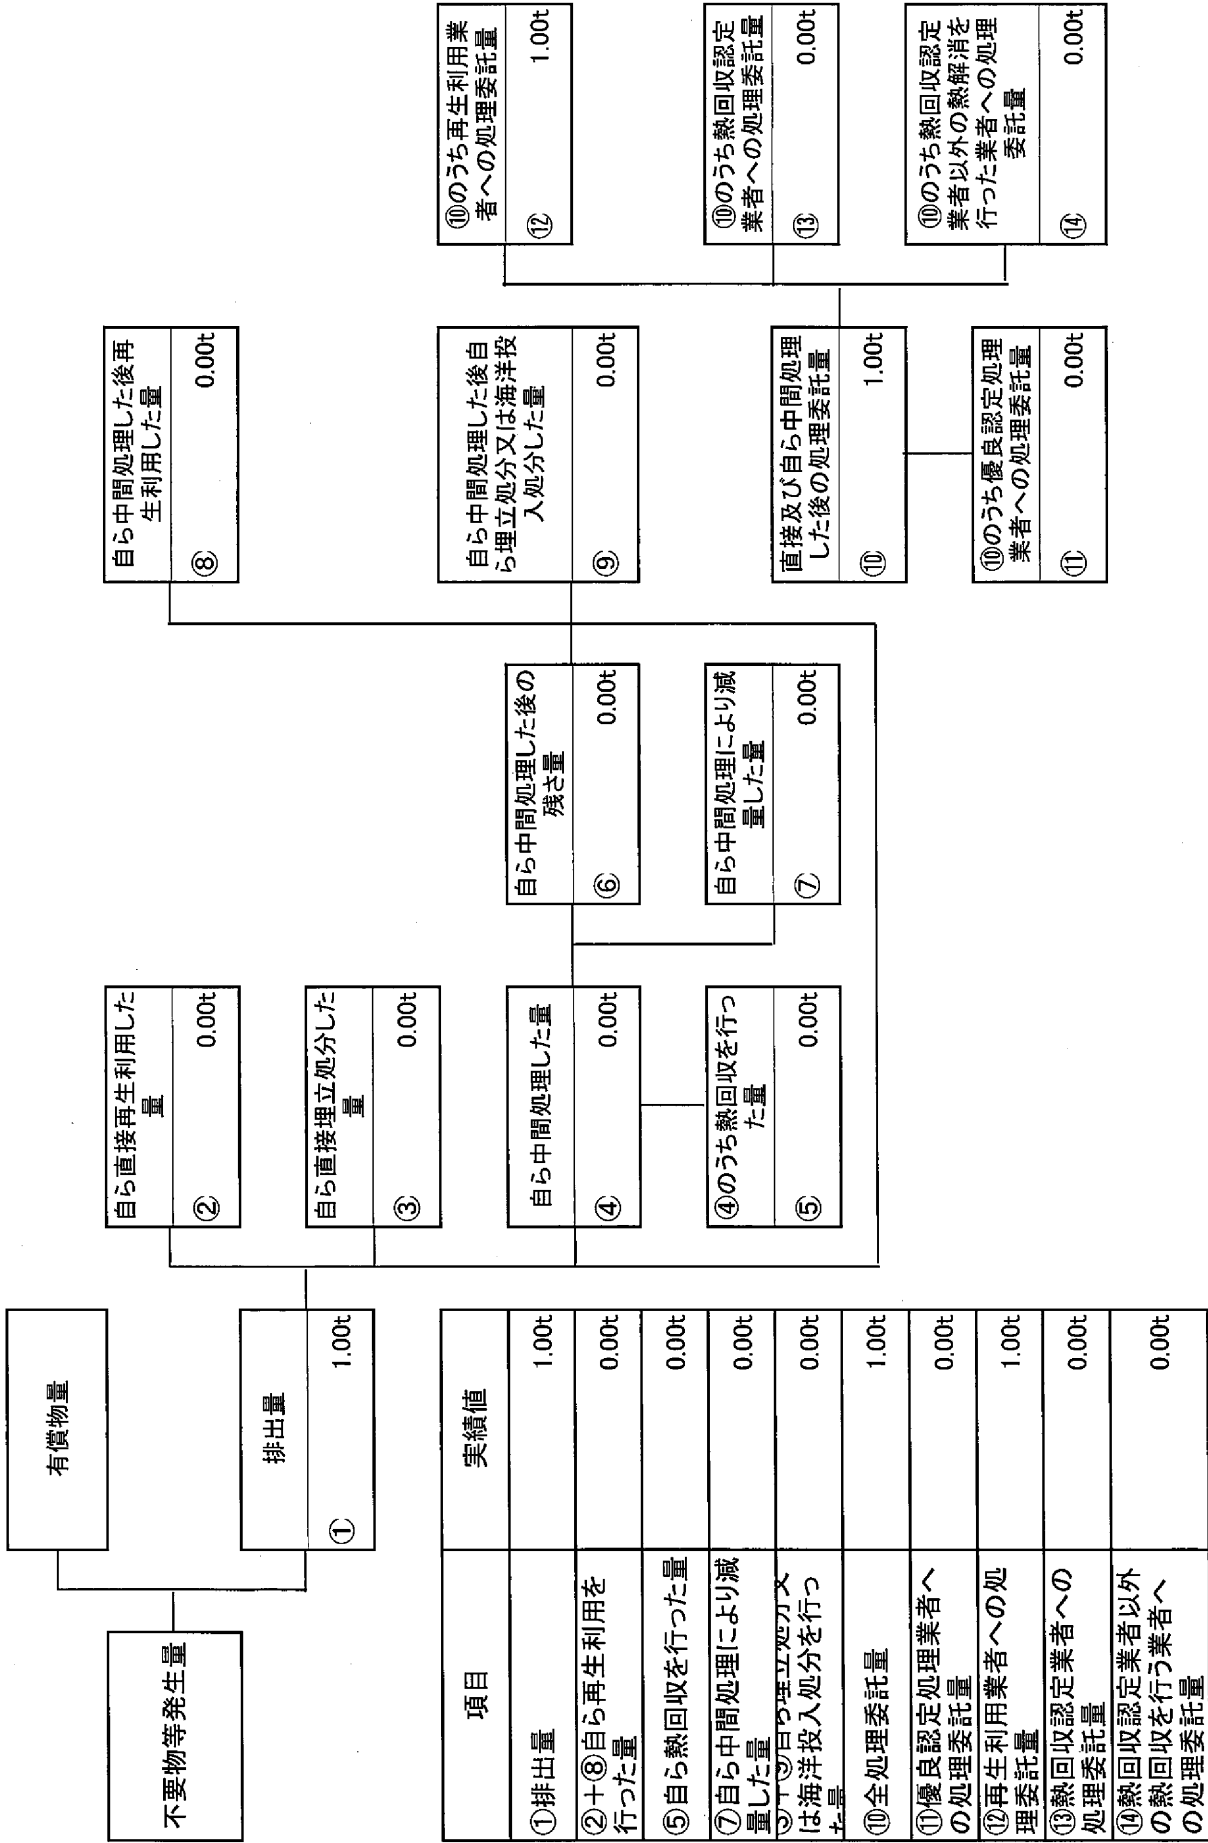 不要物等発生量
有償物量
排出量
① 1.00t
自ら直接再生利用した
量
② 0.00t
自ら直接埋立処分した
量
③ 0.00t
自ら中間処理した量
④ 0.00t
④のうち熱回収を行っ
た量
⑤ 0.00t
自ら中間処理した後の
残さ量
⑥ 0.00t
自ら中間処理により減
量した量
⑦ 0.00t
自ら中間処理した後再
生利用した量
⑧ 0.00t
自ら中間処理した後自
ら埋立処分又は海洋投
入処分した量
⑨ 0.00t
直接及び自ら中間処理
した後の処理委託量
⑩ 1.00t
⑩のうち優良認定処理
業者への処理委託量
⑪ 0.00t
⑩のうち再生利用業
者への処理委託量
⑫ 1.00t
⑩のうち熱回収認定
業者への処理委託量
⑬ 0.00t
⑩のうち熱回収認定
業者以外の熱解消を
行った業者への処理
委託量
⑭ 0.00t
項目 実績値
①排出量 1.00t
②+⑧自ら再生利用を
行った量 0.00t
⑤自ら熱回収を行った量 0.00t
⑦自ら中間処理により減
量した量 0.00t
③+⑨自ら埋立処分又
は海洋投入処分を行っ
た量 0.00t
⑩全処理委託量 1.00t
⑪優良認定処理業者へ
の処理委託量 0.00t
⑫再生利用業者への処
理委託量 1.00t
⑬熱回収認定業者への
処理委託量 0.00t
⑭熱回収認定業者以外
の熱回収を行う業者へ
の処理委託量 0.00t